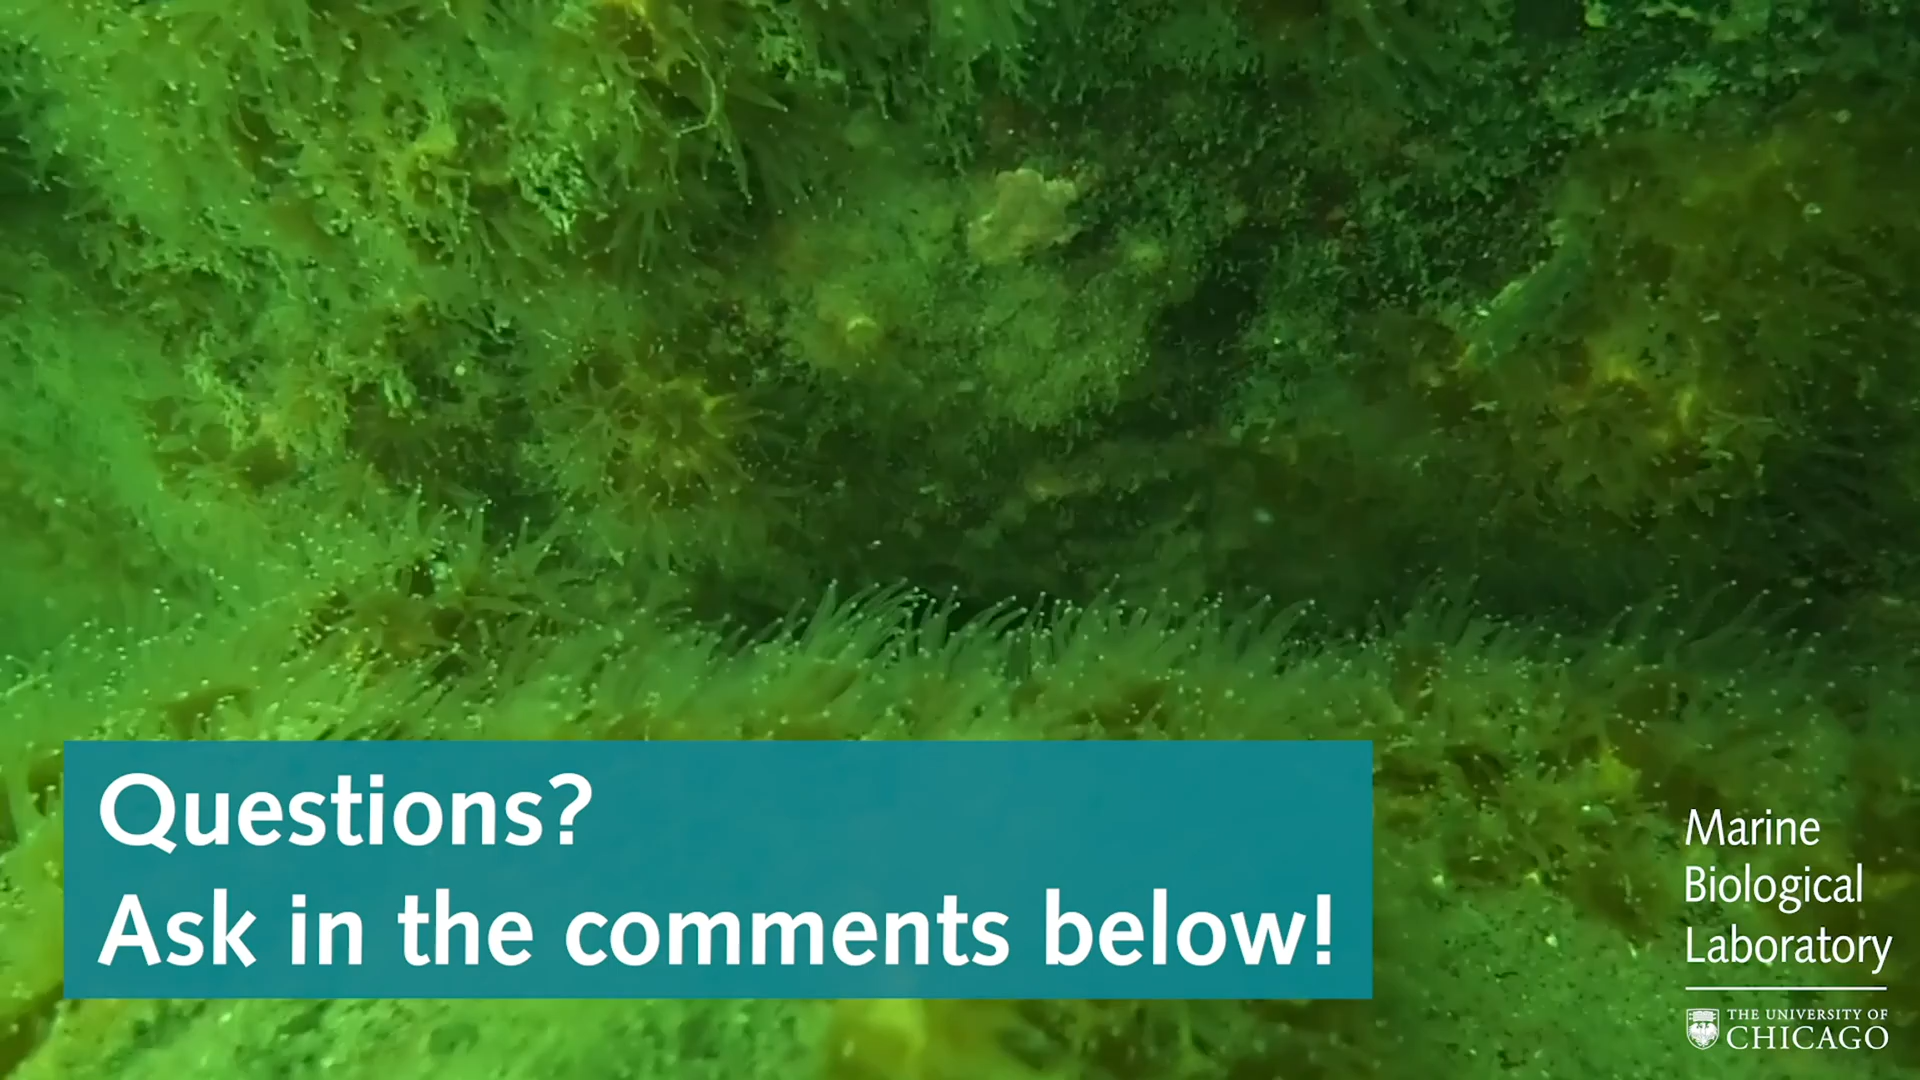 Questions?
Ask in the comments below!
Marine
Biological
Laboratory
THE UNIVERSITY OF
CHICAGO